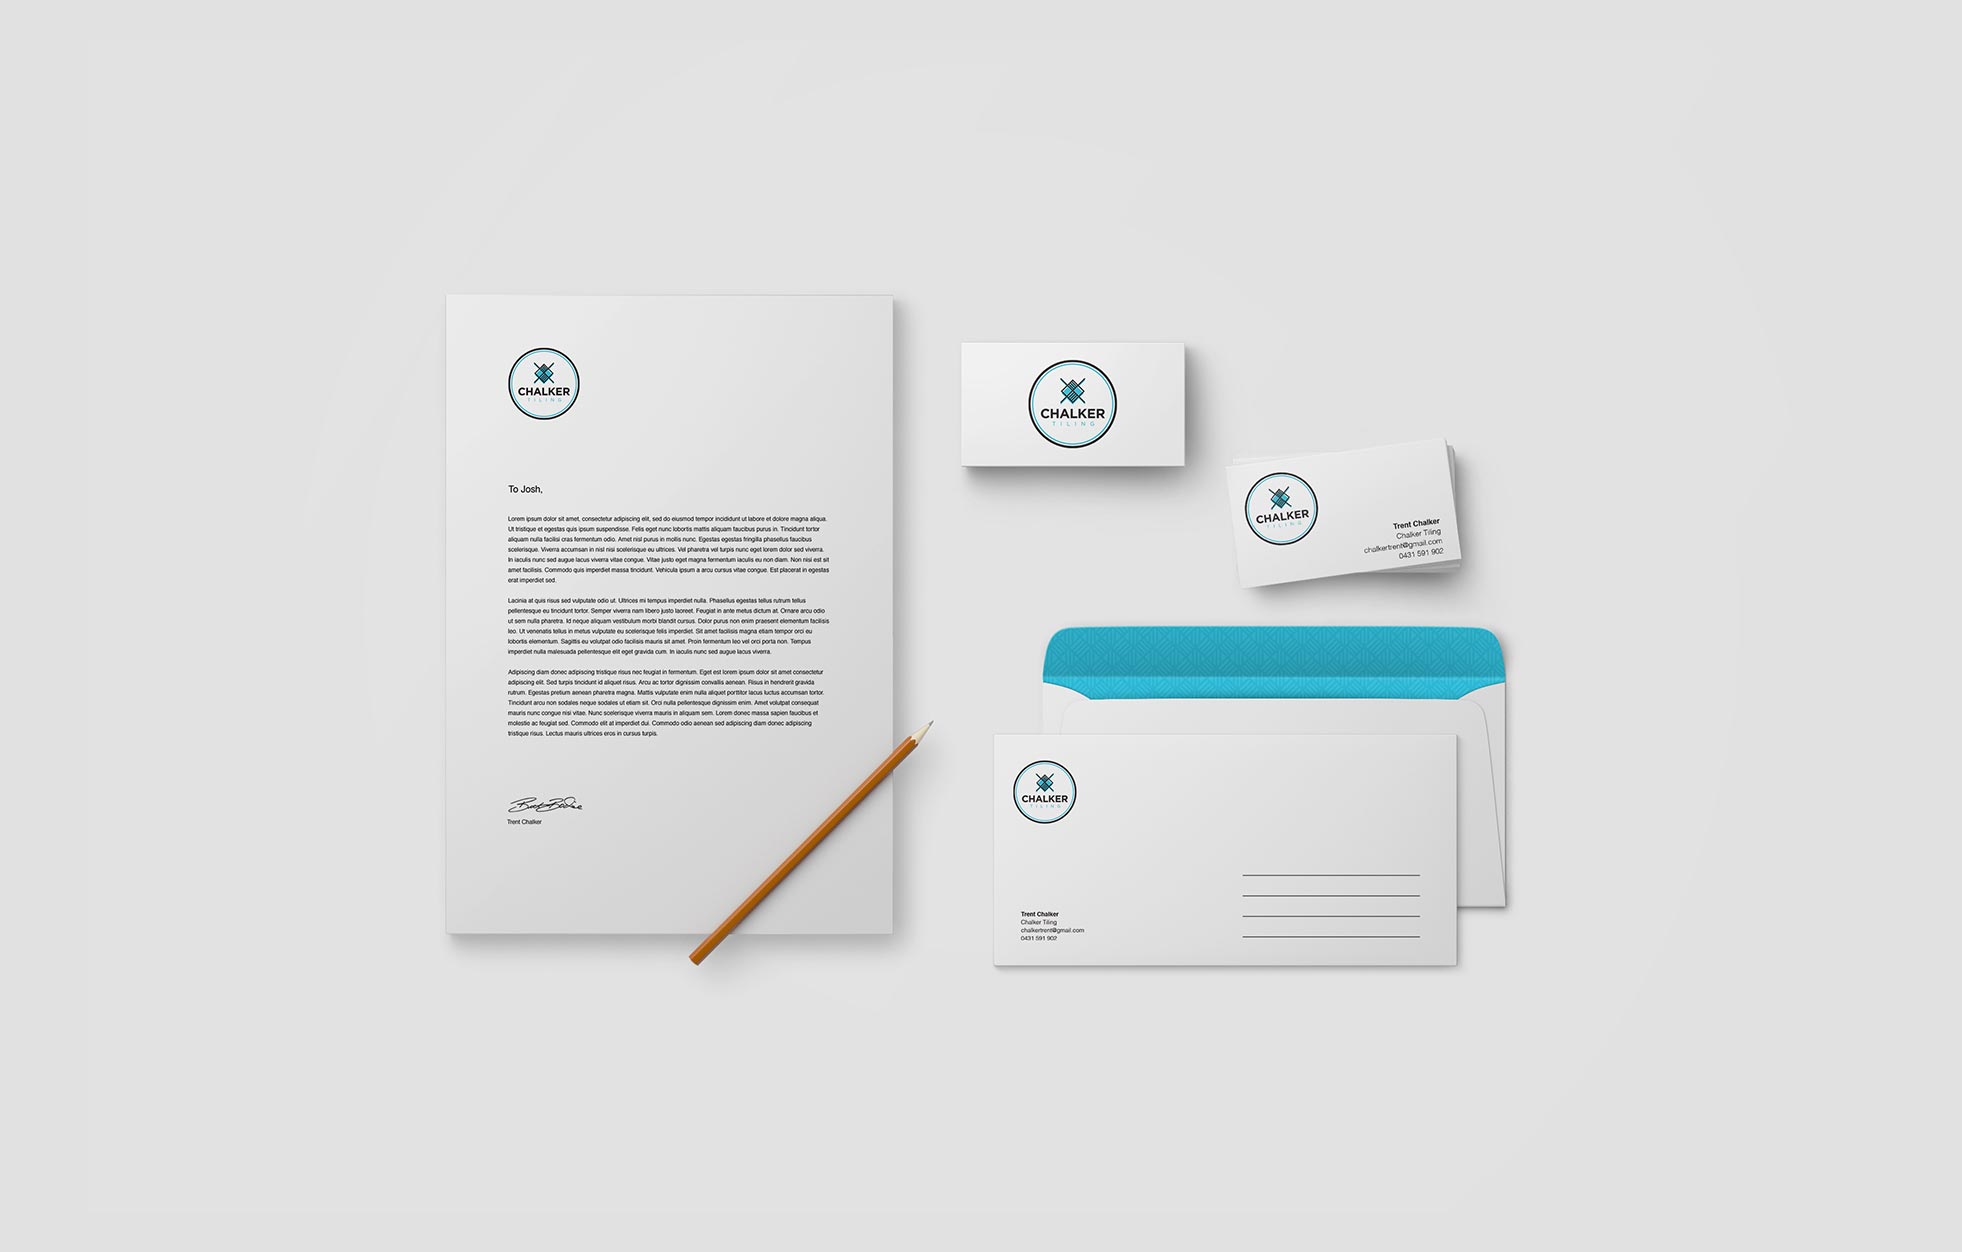 CHALKER
TILING
To Josh,
Lorem ipsum dolor sit amet, consectetur adipiscing elit, sed do eiusmod tempor incididunt ut labore et dolore magna aliqua.
Ut tristique et egestas quis ipsum suspendisse. Felis eget nunc lobortis mattis aliquam faucibus purus in. Tincidunt tortor
aliquam nulla facilisi cras fermentum odio. Amet nisl purus in mollis nunc. Egestas egestas fringilla phasellus faucibus
scelerisque. Viverra accumsan in nisl nisi scelerisque eu ultrices. Vel pharetra vel turpis nunc eget lorem dolor sed viverra.
In iaculis nunc sed augue lacus viverra vitae congue. Vitae justo eget magna fermentum iaculis eu non diam. Non nisi est sit
amet facilisis. Commodo quis imperdiet massa tincidunt. Vehicula ipsum a arcu cursus vitae congue. Est placerat in egestas
erat imperdiet sed.
Lacinia at quis risus sed vulputate odio ut. Ultrices mi tempus imperdiet nulla. Phasellus egestas tellus rutrum tellus
pellentesque eu tincidunt tortor. Semper viverra nam libero justo laoreet. Feugiat in ante metus dictum at. Ornare arcu odio
ut sem nulla pharetra. Id neque aliquam vestibulum morbi blandit cursus. Dolor purus non enim praesent elementum facilisis
leo. Ut venenatis tellus in metus vulputate eu scelerisque felis imperdiet. Sit amet facilisis magna etiam tempor orci eu
lobortis elementum. Sagittis eu volutpat odio facilisis mauris sit amet. Proin fermentum leo vel orci porta non. Tempus
imperdiet nulla malesuada pellentesque elit eget gravida cum. In iaculis nunc sed augue lacus viverra.
Adipiscing diam donec adipiscing tristique risus nec feugiat in fermentum. Eget est lorem ipsum dolor sit amet consectetur
adipiscing elit. Sed turpis tincidunt id aliquet risus. Arcu ac tortor dignissim convallis aenean. Risus in hendrerit gravida
rutrum. Egestas pretium aenean pharetra magna. Mattis vulputate enim nulla aliquet porttitor lacus luctus accumsan tortor.
Tincidunt arcu non sodales neque sodales ut etiam sit. Orci nulla pellentesque dignissim enim. Amet volutpat consequat
mauris nunc congue nisi vitae. Nunc scelerisque viverra mauris in aliquam sem. Lorem donec massa sapien faucibus et
molestie ac feugiat sed. Commodo elit at imperdiet dui. Commodo odio aenean sed adipiscing diam donec adipiscing
tristique risus. Lectus mauris ultrices eros in cursus turpis.
Trent Chalker
CHALKER
TILING
CHALKER
TILING
Trent Chalker
Chalker Tiling
chalkertrent@gmail.com
0431 591 902
CHALKER
TILING
Trent Chalker
Chalker Tiling
chalkertrent@gmail.com
0431 591 902